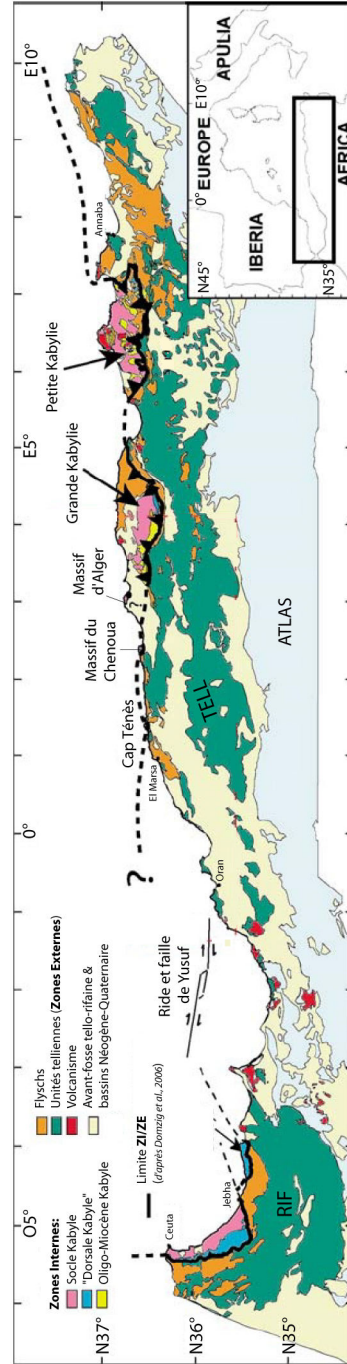 O5°
0°
E5°
E10°
N37°
N36°
N35°
Zones Internes:
Socle Kabyle
"Dorsale Kabyle"
Oligo-Miocène Kabyle
Flyschs
Unités telliennes (Zones Externes)
Volcanisme
Avant-fosse tello-rifaine &
bassins Néogène-Quaternaire
Limite ZI/ZE
(d'après Domzig et al., 2006)
Ceuta
Jebha
RIF
Ride et faille
de Yusuf
Oran
?
El Marsa
Cap Ténès
Massif du
Chenoua
Massif
d'Alger
?
Grande Kabylie
Petite Kabylie
Annaba
TELL
ATLAS
N45°
N35°
0°
E10°
EUROPE
IBERIA
APULIA
AFRICA